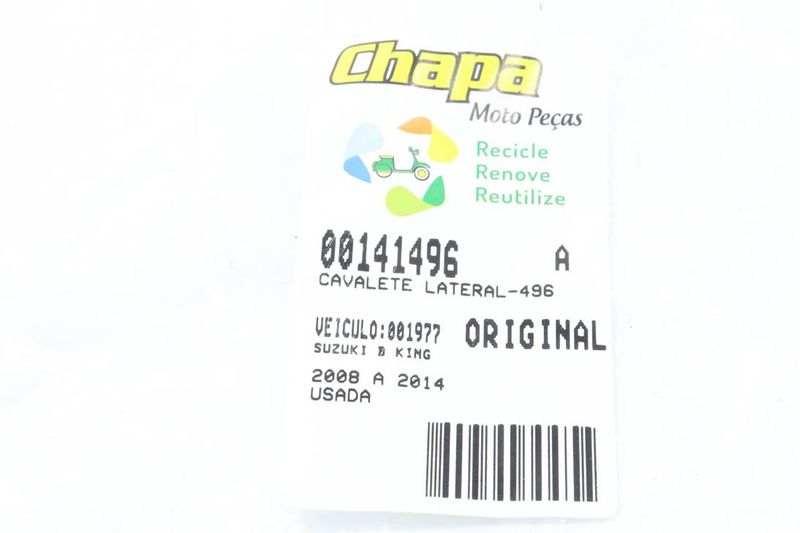 Chapa
Moto Peças
Recicle
Renove
Reutilize
00141496 A
CAVALETE LATERAL-496
VEICULO:001977 ORIGINAL
SUZUKI B KING
2008 A 2014
USADA